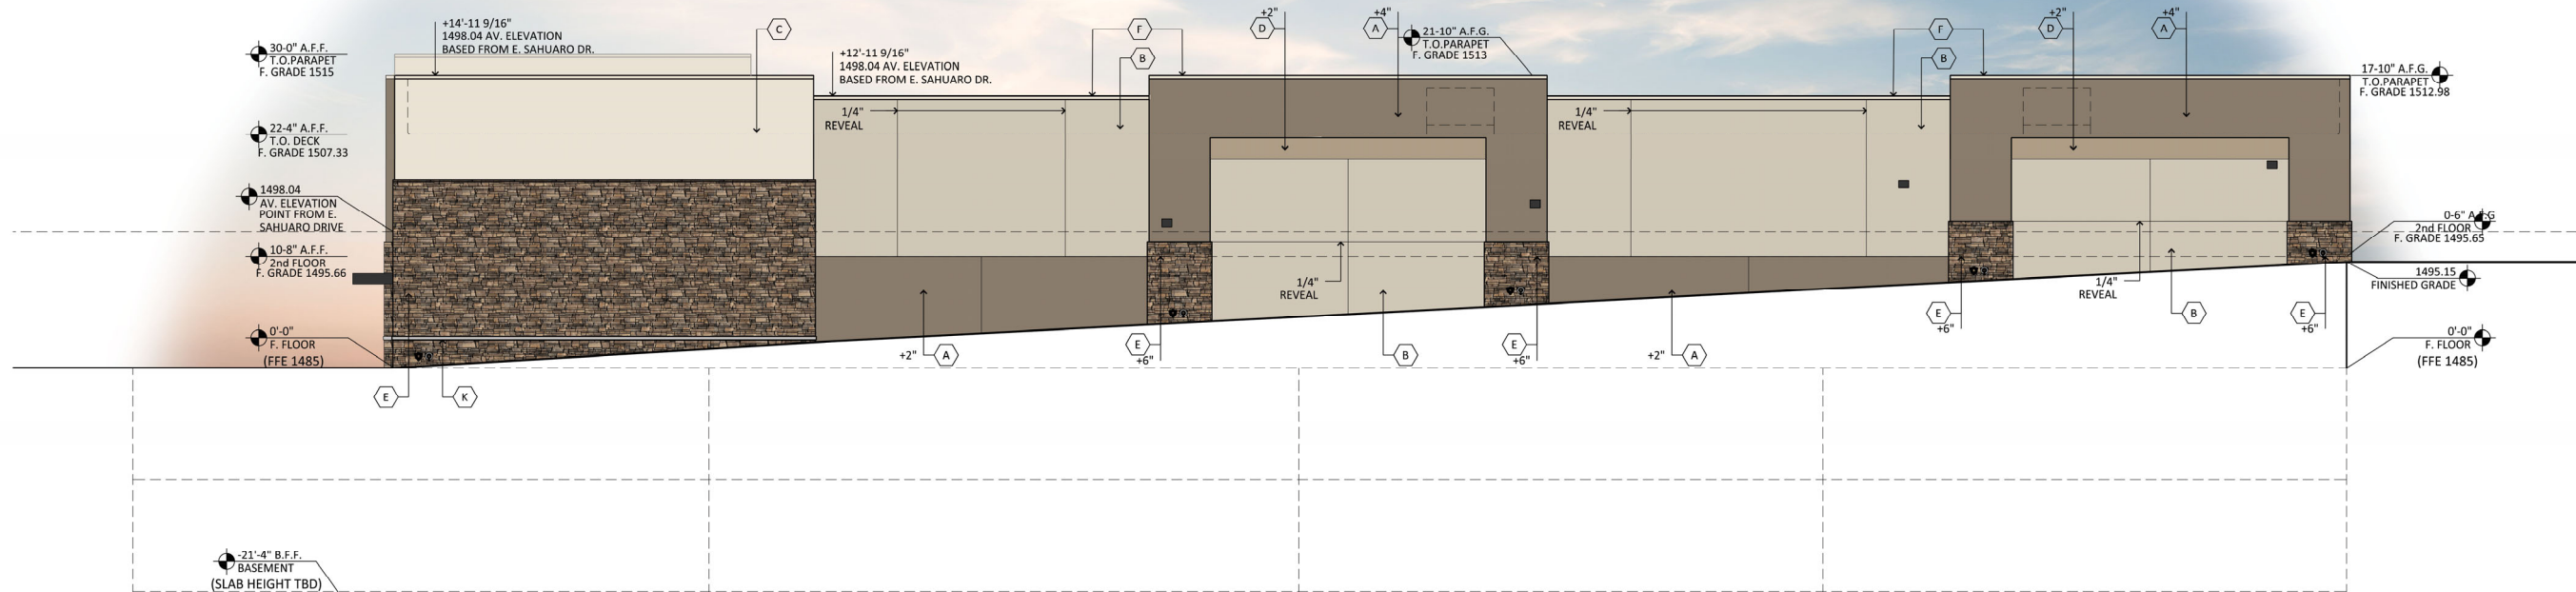 30-0" A.F.F.
T.O.PARAPET
F. GRADE 1515
22-4" A.F.F.
T.O. DECK
F. GRADE 1507.33
1498.04
AV. ELEVATION
POINT FROM E.
SAHUARO DRIVE
10-8" A.F.F.
2nd FLOOR
F. GRADE 1495.66
0'-0"
F. FLOOR
(FFE 1485)
-21'-4" B.F.F.
BASEMENT
(SLAB HEIGHT TBD)
+14'-11 9/16"
1498.04 AV. ELEVATION
BASED FROM E. SAHUARO DR.
C
+12'-11 9/16"
1498.04 AV. ELEVATION
BASED FROM E. SAHUARO DR.
1/4"
REVEAL
F
B
+2"
D
+4"
A
21-10" A.F.G.
T.O.PARAPET
F. GRADE 1513
1/4"
REVEAL
F
B
+2"
D
+4"
A
17-10" A.F.G.
T.O.PARAPET
F. GRADE 1512.98
0-6" A.F.G
2nd FLOOR
F. GRADE 1495.65
1495.15
FINISHED GRADE
0'-0"
F. FLOOR
(FFE 1485)
E
K
+2"
A
E
+6"
1/4"
REVEAL
B
E
+6"
+2"
A
E
+6"
1/4"
REVEAL
B
E
+6"